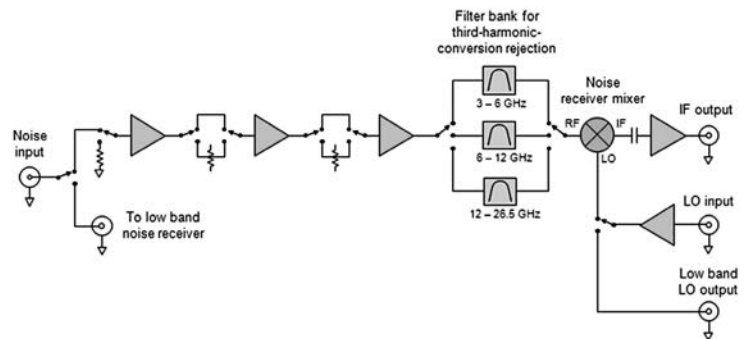 Filter bank for
third-harmonic-
conversion rejection
3 – 6 GHz
Noise
receiver mixer
IF output
Noise
input
RF
IF
LO
6 – 12 GHz
LO input
To low band
noise receiver
12 – 26.5 GHz
Low band
LO output